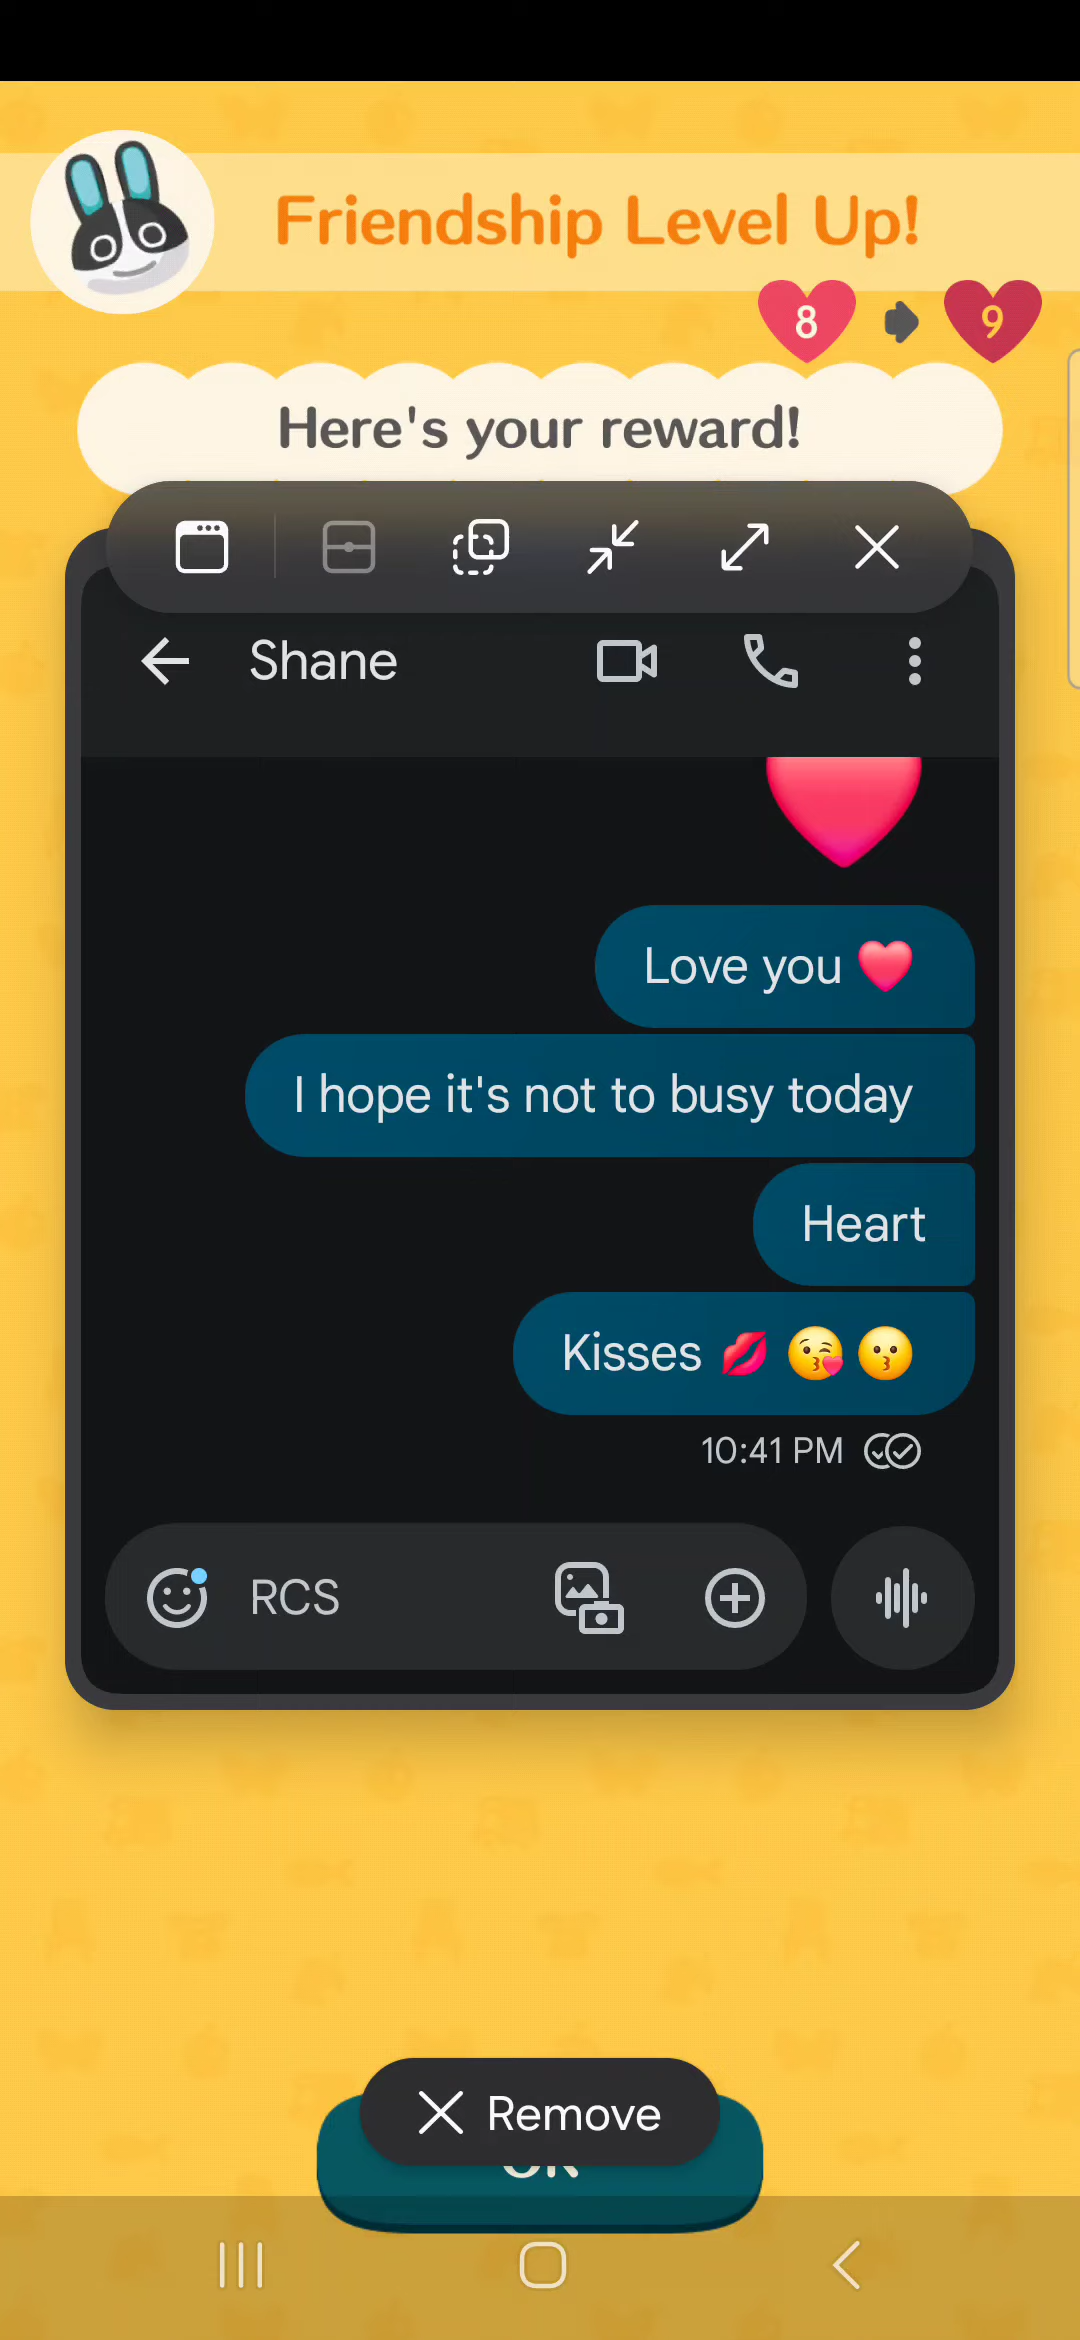 Friendship Level Up!
8 9
Here's your reward!
Shane
Love you
I hope it's not to busy today
Heart
Kisses
10:41 PM
RCS
Remove
OK